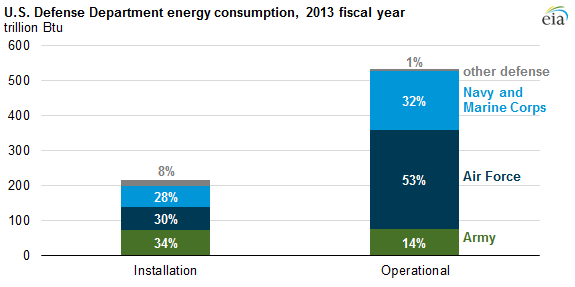 U.S. Defense Department energy consumption, 2013 fiscal year
trillion Btu
eia
600
500
400
300
200
100
0
8%
28%
30%
34%
1%
32%
53%
14%
other defense
Navy and
Marine Corps
Air Force
Army
Installation
Operational